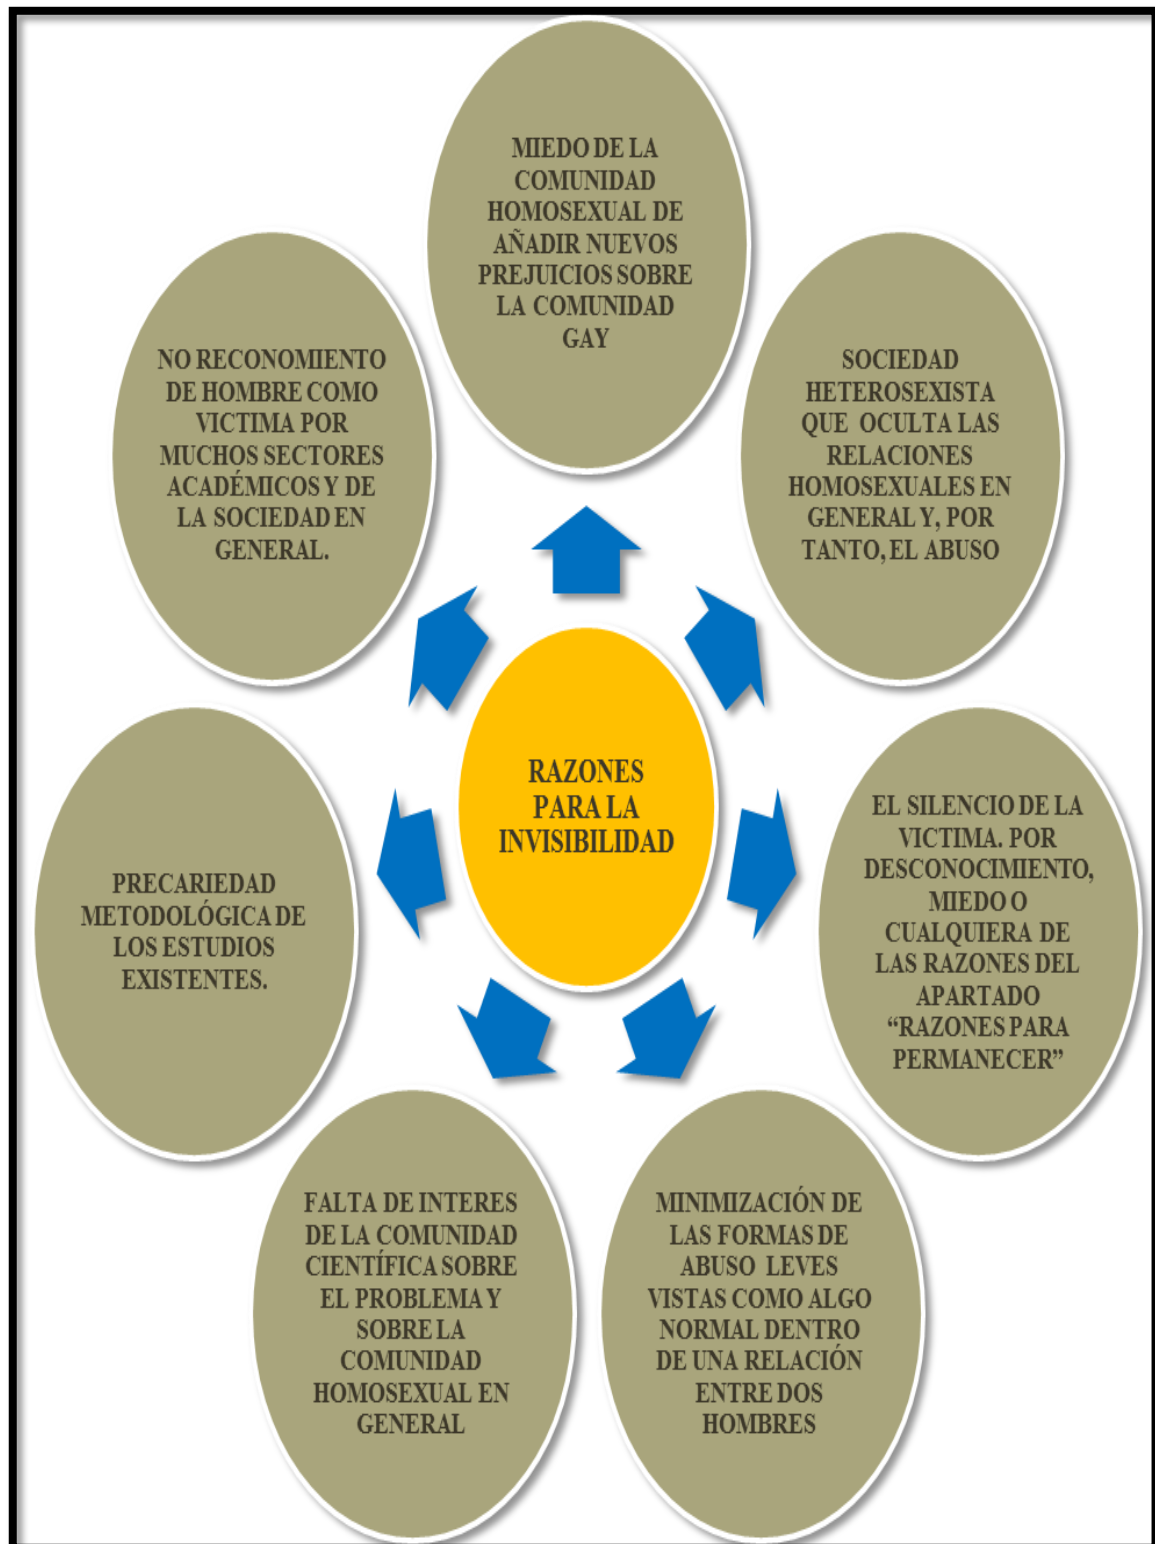 MIEDO DE LA
COMUNIDAD
HOMOSEXUAL DE
AÑADIR NUEVOS
PREJUICIOS SOBRE
LA COMUNIDAD
GAY
SOCIEDAD
HETEROSEXISTA
QUE OCULTA LAS
RELACIONES
HOMOSEXUALES EN
GENERAL Y, POR
TANTO, EL ABUSO
EL SILENCIO DE LA
VICTIMA. POR
DESCONOCIMIENTO,
MIEDO O
CUALQUIERA DE
LAS RAZONES DEL
APARTADO
“RAZONES PARA
PERMANECER”
MINIMIZACIÓN DE
LAS FORMAS DE
ABUSO LEVES
VISTAS COMO ALGO
NORMAL DENTRO
DE UNA RELACIÓN
ENTRE DOS
HOMBRES
FALTA DE INTERES
DE LA COMUNIDAD
CIENTÍFICA SOBRE
EL PROBLEMA Y
SOBRE LA
COMUNIDAD
HOMOSEXUAL EN
GENERAL
PRECARIEDAD
METODOLÓGICA DE
LOS ESTUDIOS
EXISTENTES.
NO RECONOMIENTO
DE HOMBRE COMO
VICTIMA POR
MUCHOS SECTORES
ACADÉMICOS Y DE
LA SOCIEDAD EN
GENERAL.
RAZONES
PARA LA
INVISIBILIDAD